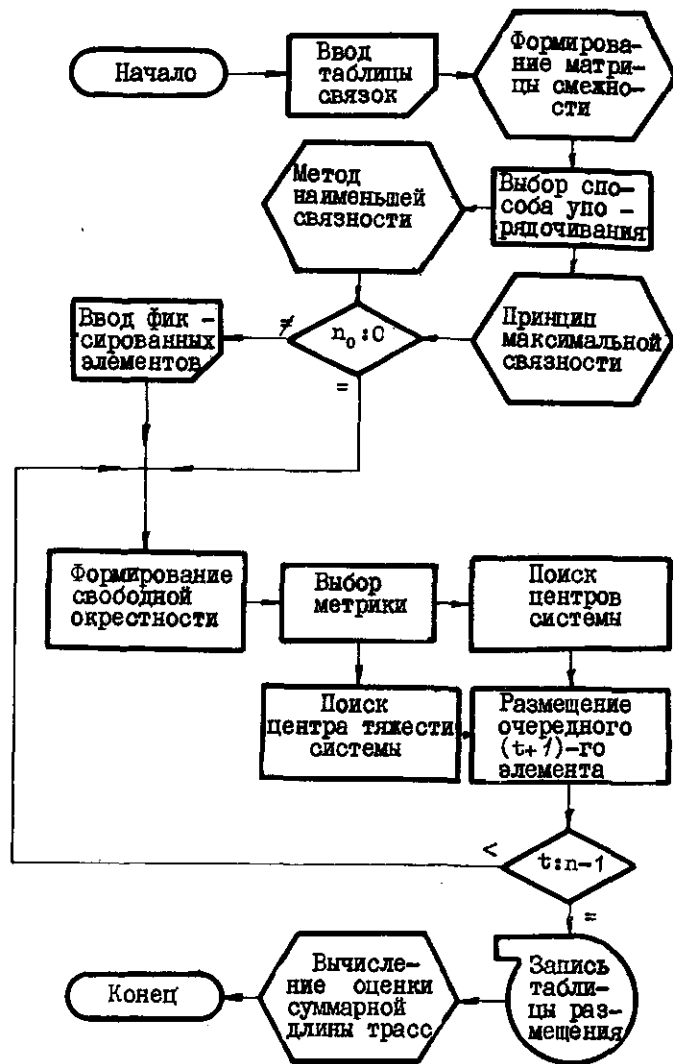 Начало
Ввод
таблицы
связок
Формирова-
ние матри-
цы смежно-
сти
Метод
наименьшей
связности
Выбор спо-
соба упо -
рядочивания
Ввод фик -
сированных
элементов
≠
n₀:0
=
Принцип
максимальной
связности
Формирование
свободной
окрестности
Выбор
метрики
Поиск
центров
системы
Поиск
центра тяжести
системы
Размещение
очередного
(t+1)-го
элемента
<
t:n-1
=
Конец
Вычисле-
ние оценки
суммарной
длины трасс
Запись
табли-
цы раз-
мещения